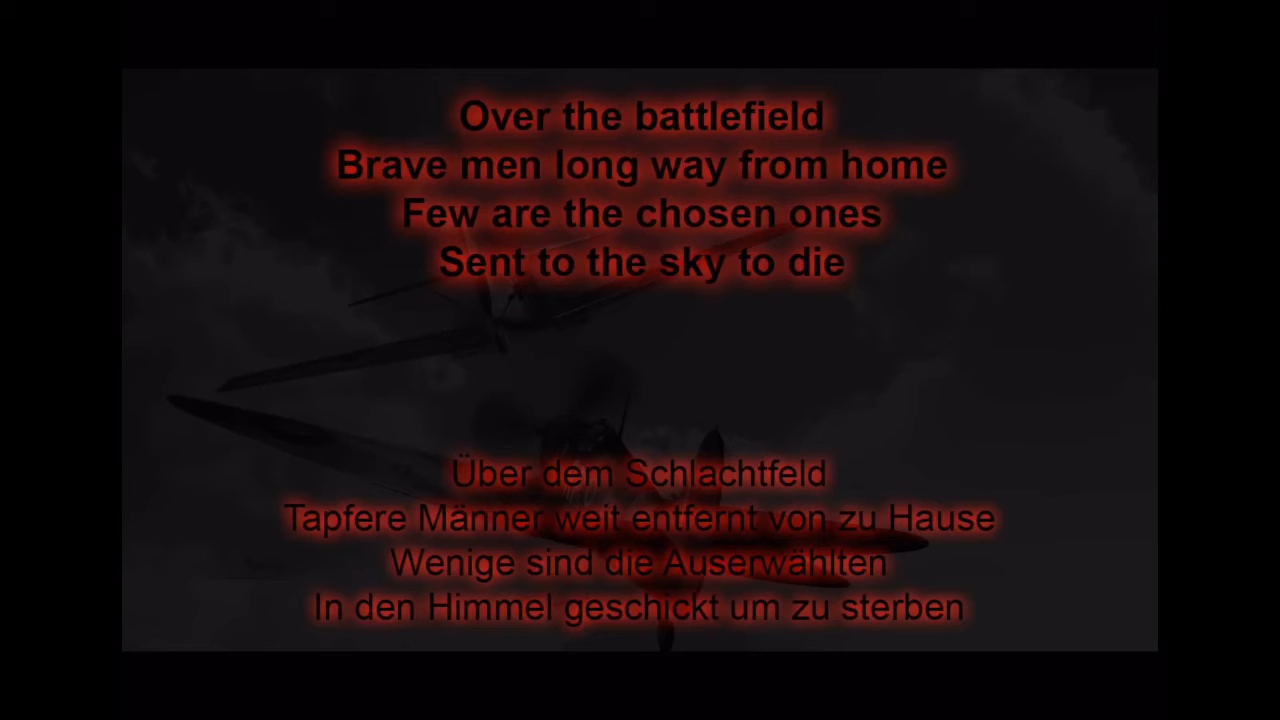 Over the battlefield
Brave men long way from home
Few are the chosen ones
Sent to the sky to die
Über dem Schlachtfeld
Tapfere Männer weit entfernt von zu Hause
Wenige sind die Auserwählten
In den Himmel geschickt um zu sterben